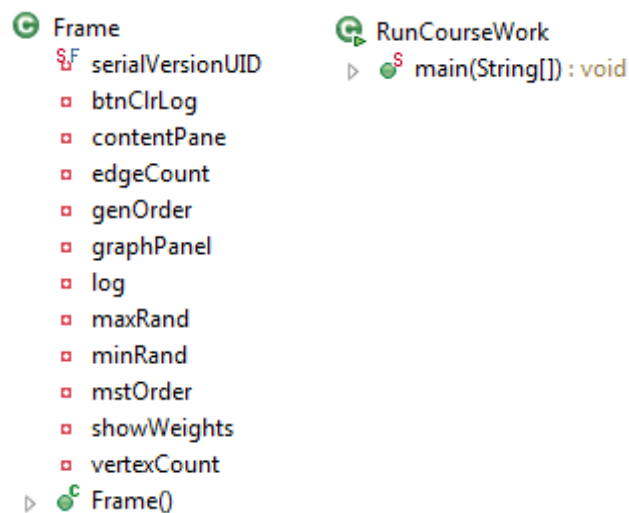 Frame
S F serialVersionUID
btnClrLog
contentPane
edgeCount
genOrder
graphPanel
log
maxRand
minRand
mstOrder
showWeights
vertexCount
C Frame()
RunCourseWork
S main(String[]) : void